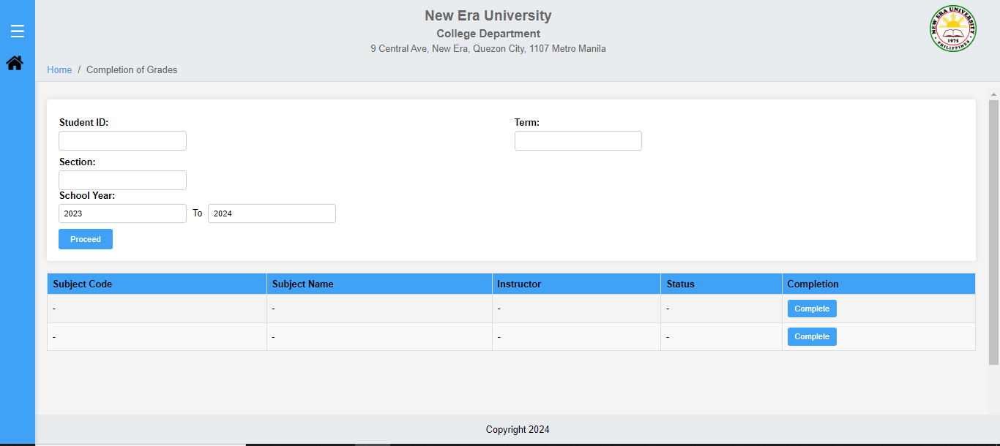 New Era University
College Department
9 Central Ave, New Era, Quezon City, 1107 Metro Manila
NEW ERA UNIVERSITY
1975
PHILIPPINES
Home / Completion of Grades
Student ID: Term:
Section:
School Year:
2023 To 2024
Proceed
Subject Code Subject Name Instructor Status Completion
- - - - Complete
- - - - Complete
Copyright 2024